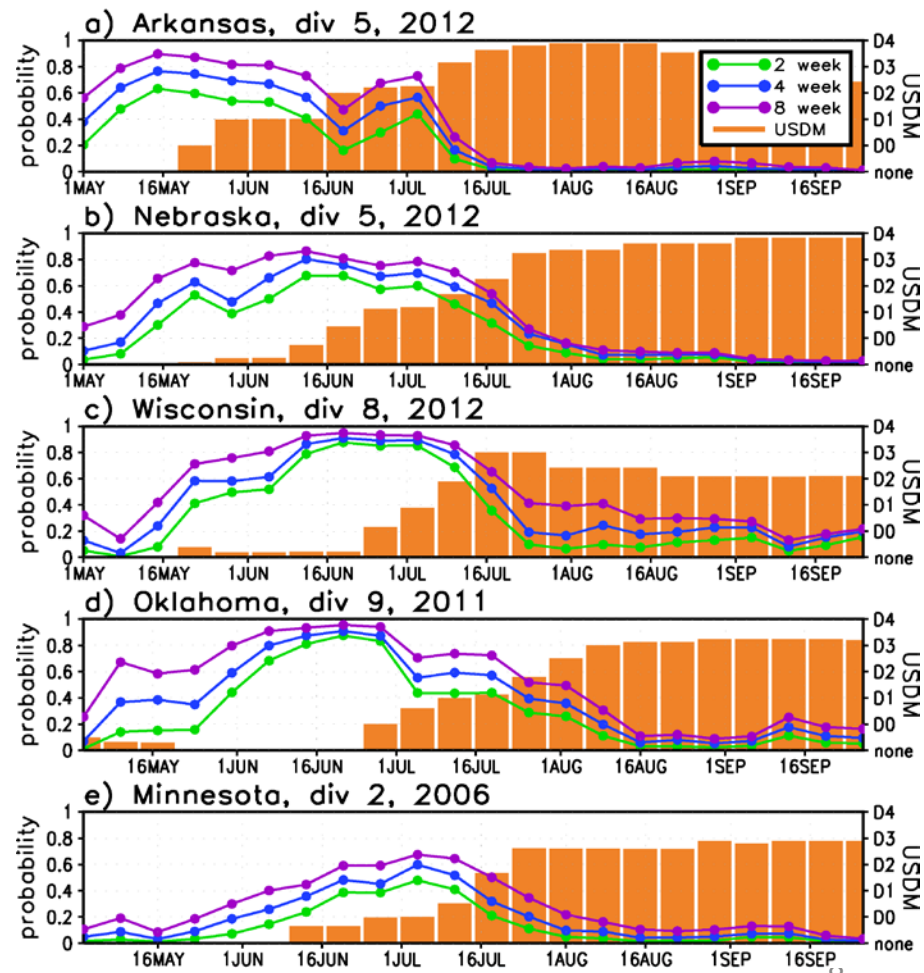 a) Arkansas, div 5, 2012
1 0.8 0.6 0.4 0.2 0
probability
D4 D3 D2 D1 D0 none
USDM
2 week
4 week
8 week
USDM
1MAY 16MAY 1JUN 16JUN 1JUL 16JUL 1AUG 16AUG 1SEP 16SEP
b) Nebraska, div 5, 2012
1 0.8 0.6 0.4 0.2 0
probability
D4 D3 D2 D1 D0 none
USDM
1MAY 16MAY 1JUN 16JUN 1JUL 16JUL 1AUG 16AUG 1SEP 16SEP
c) Wisconsin, div 8, 2012
1 0.8 0.6 0.4 0.2 0
probability
D4 D3 D2 D1 D0 none
USDM
1MAY 16MAY 1JUN 16JUN 1JUL 16JUL 1AUG 16AUG 1SEP 16SEP
d) Oklahoma, div 9, 2011
1 0.8 0.6 0.4 0.2 0
probability
D4 D3 D2 D1 D0 none
USDM
16MAY 1JUN 16JUN 1JUL 16JUL 1AUG 16AUG 1SEP 16SEP
e) Minnesota, div 2, 2006
1 0.8 0.6 0.4 0.2 0
probability
D4 D3 D2 D1 D0 none
USDM
16MAY 1JUN 16JUN 1JUL 16JUL 1AUG 16AUG 1SEP 16SEP